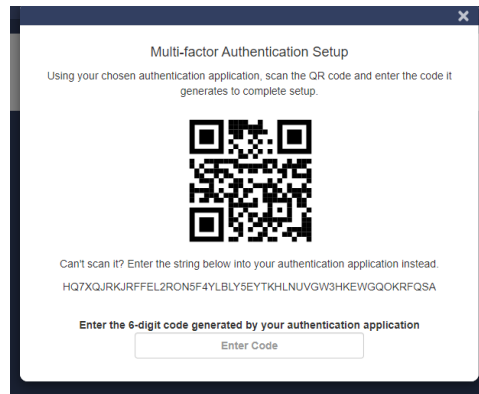 Multi-factor Authentication Setup
Using your chosen authentication application, scan the QR code and enter the code it
generates to complete setup.
Can't scan it? Enter the string below into your authentication application instead.
HQ7XQJRKJRFFEL2RON5F4YLBLY5EYTKHLNUVGW3HKEWGQOKRFQSA
Enter the 6-digit code generated by your authentication application
Enter Code